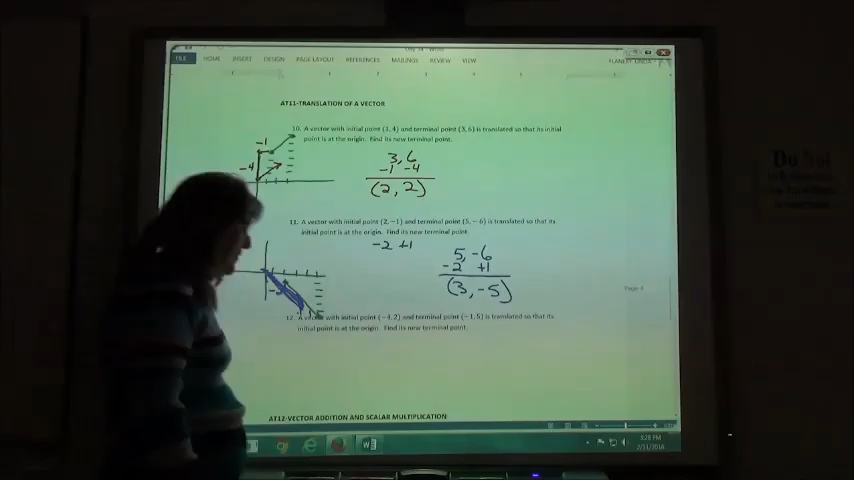 FILE HOME INSERT DESIGN PAGE LAYOUT REFERENCES MAILINGS REVIEW VIEW
AT11-TRANSLATION OF A VECTOR
10. A vector with initial point (1, 4) and terminal point (3, 6) is translated so that its initial
point is at the origin. Find its new terminal point.
-1
-4
3, 6
-1 -4
(2, 2)
11. A vector with initial point (2, -1) and terminal point (5, -6) is translated so that its
initial point is at the origin. Find its new terminal point.
-2 +1
5, -6
-2 +1
(3, -5)
Page 4
12. A vector with initial point (-4, 2) and terminal point (-1, 5) is translated so that its
initial point is at the origin. Find its new terminal point.
AT12-VECTOR ADDITION AND SCALAR MULTIPLICATION
3:28 PM
Do Not